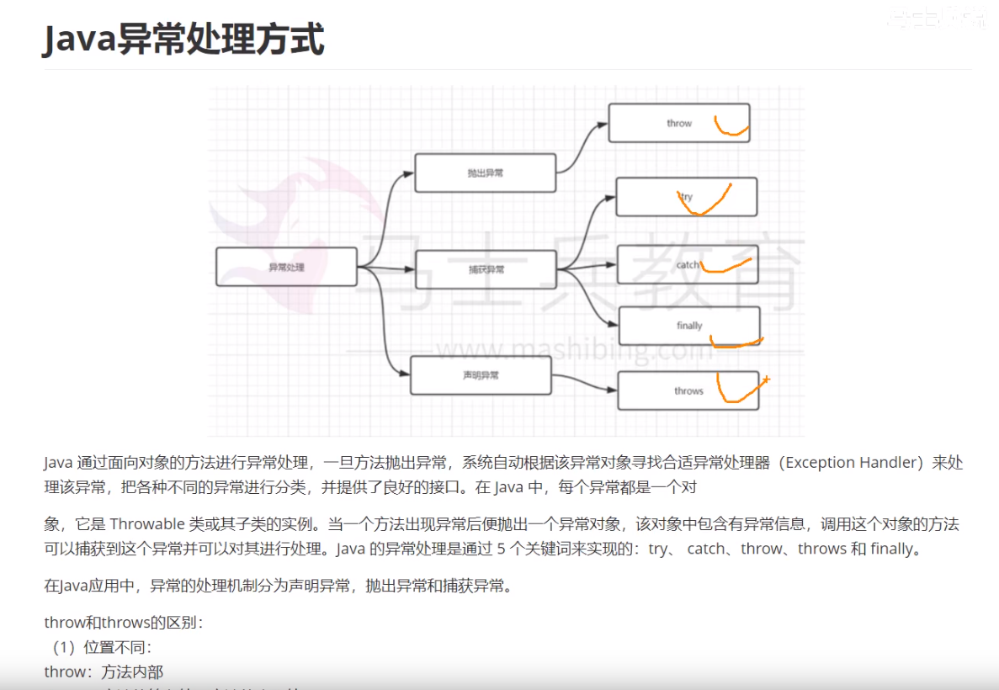 Java异常处理方式
throw
抛出异常
try
异常处理
捕获异常
catch
马士兵教育
finally
www.mashibing.com
声明异常
throws
Java 通过面向对象的方法进行异常处理，一旦方法抛出异常，系统自动根据该异常对象寻找合适异常处理器（Exception Handler）来处
理该异常，把各种不同的异常进行分类，并提供了良好的接口。在 Java 中，每个异常都是一个对
象，它是 Throwable 类或其子类的实例。当一个方法出现异常后便抛出一个异常对象，该对象中包含有异常信息，调用这个对象的方法
可以捕获到这个异常并可以对其进行处理。Java 的异常处理是通过 5 个关键词来实现的：try、 catch、throw、throws 和 finally。
在Java应用中，异常的处理机制分为声明异常，抛出异常和捕获异常。
throw和throws的区别：
（1）位置不同：
throw：方法内部